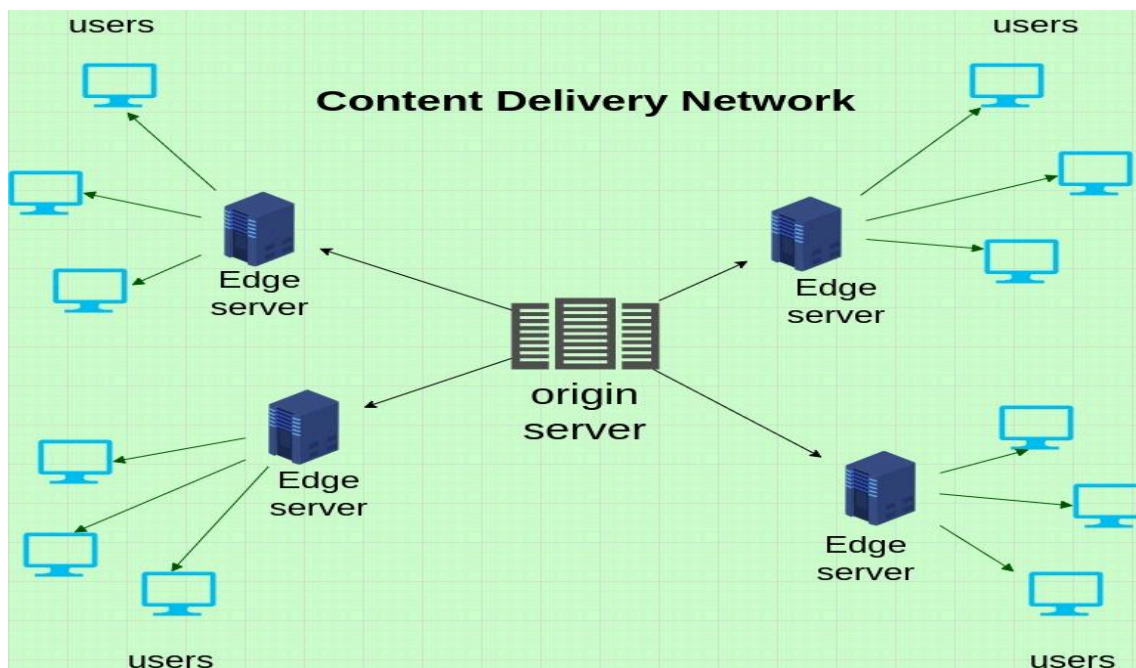 users
users
Content Delivery Network
Edge
server
Edge
server
origin
server
Edge
server
Edge
server
users
users